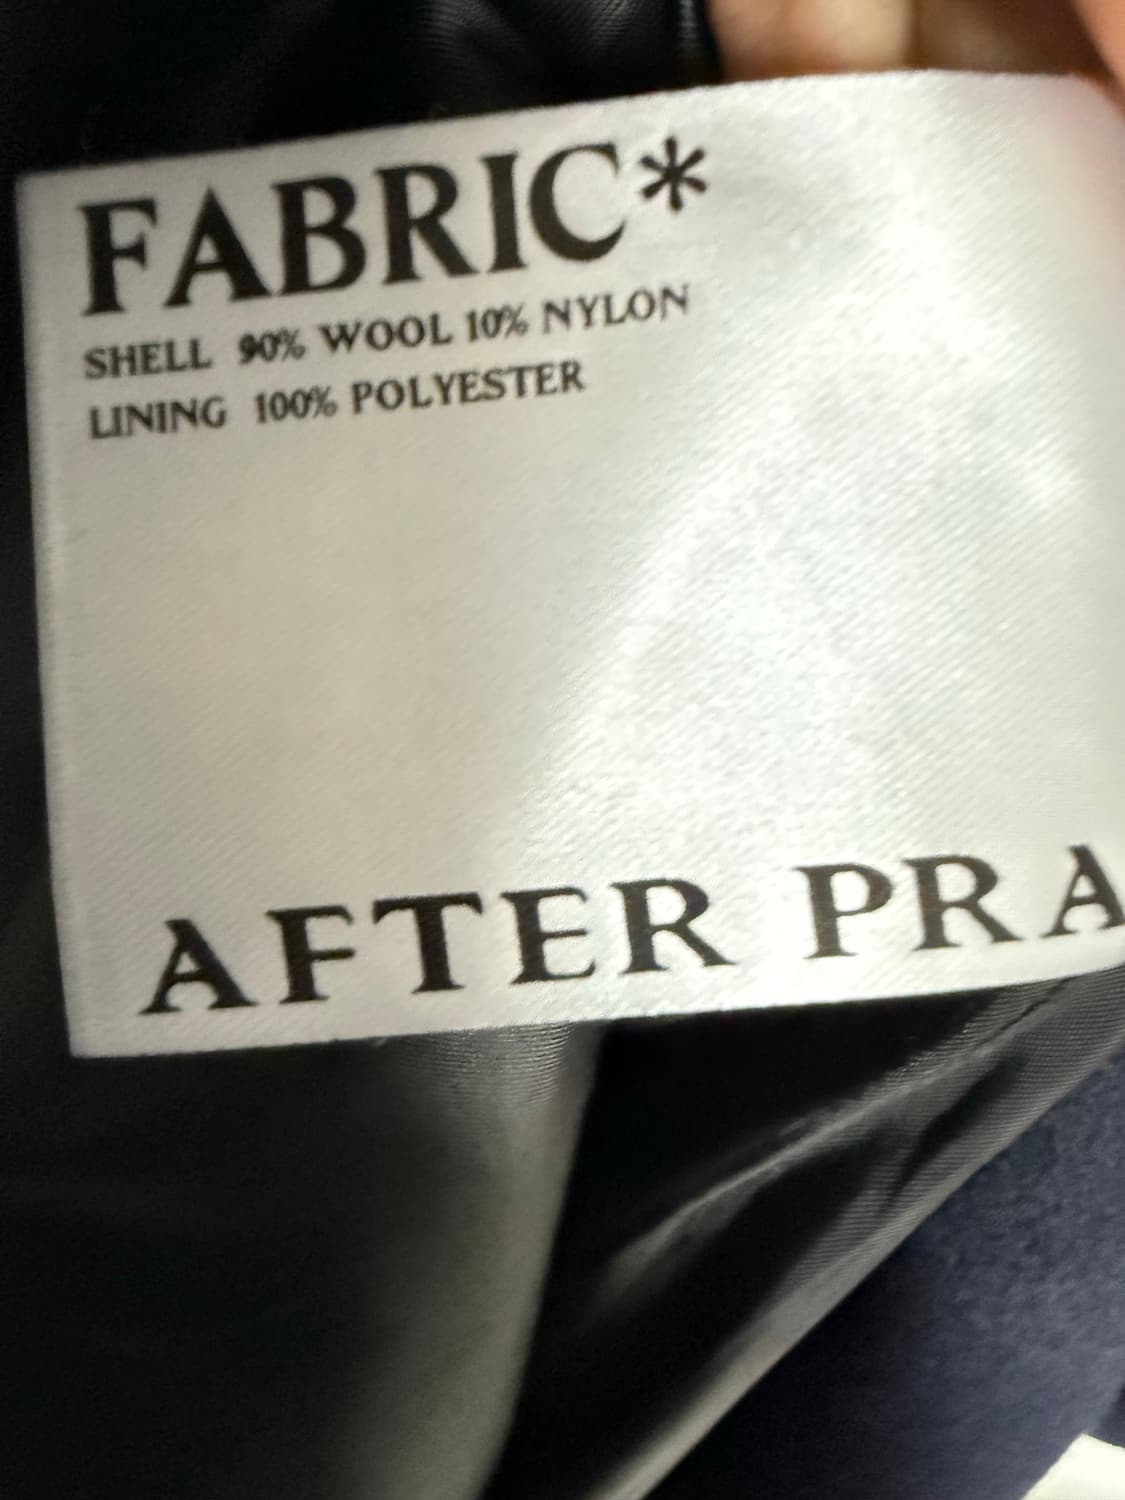 FABRIC*
SHELL 90% WOOL 10% NYLON
LINING 100% POLYESTER
AFTER PRA